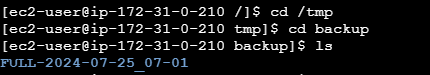 [ec2-user@ip-172-31-0-210 /]$ cd /tmp
[ec2-user@ip-172-31-0-210 tmp]$ cd backup
[ec2-user@ip-172-31-0-210 backup]$ ls
FULL-2024-07-25_07-01